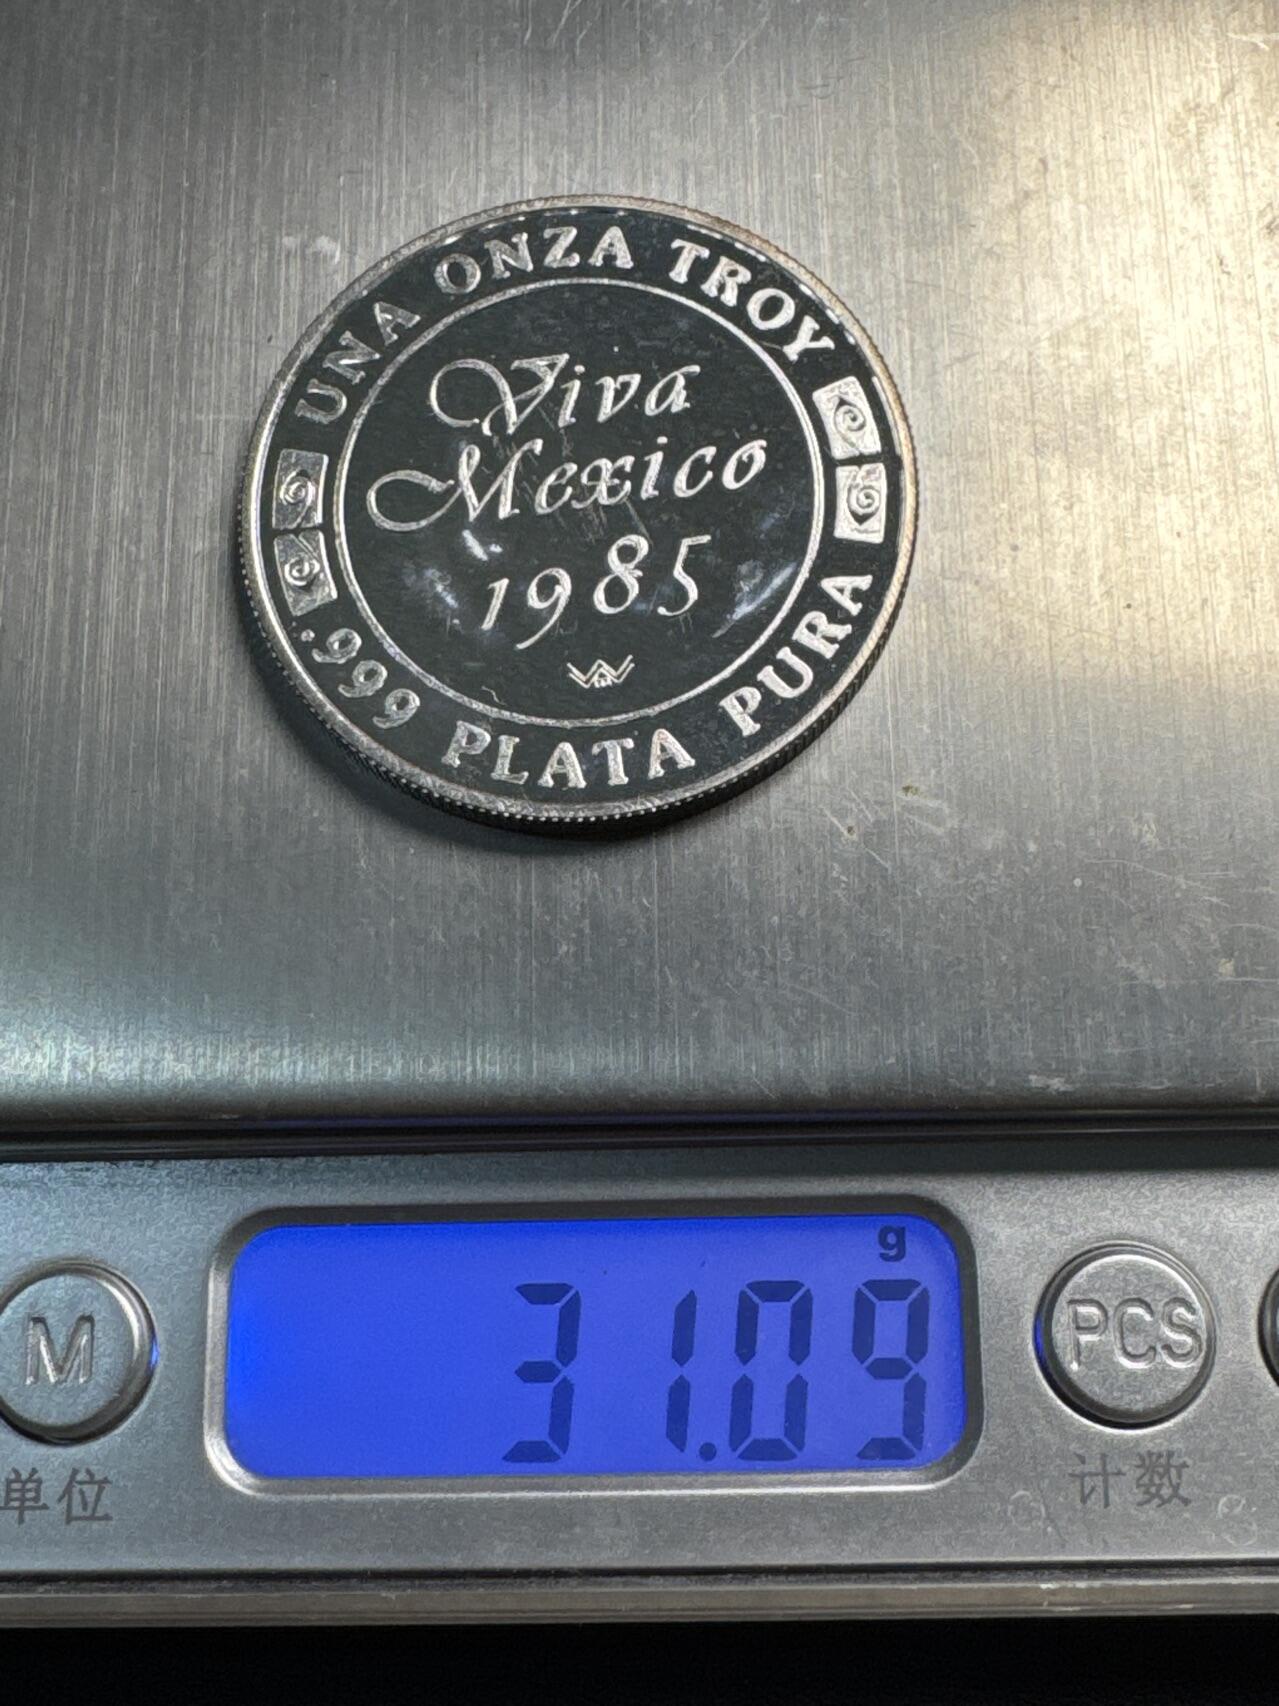 UNA ONZA TROY
Viva
Mexico
1985
.999 PLATA PURA
g
31.09
M
PCS
单位
计数